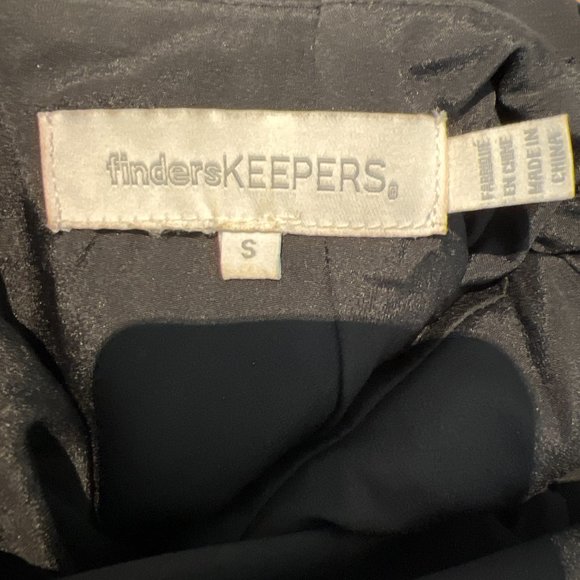 findersKEEPERS®
S
FABRIQUÉ
EN CHINE
MADE IN
CHINA